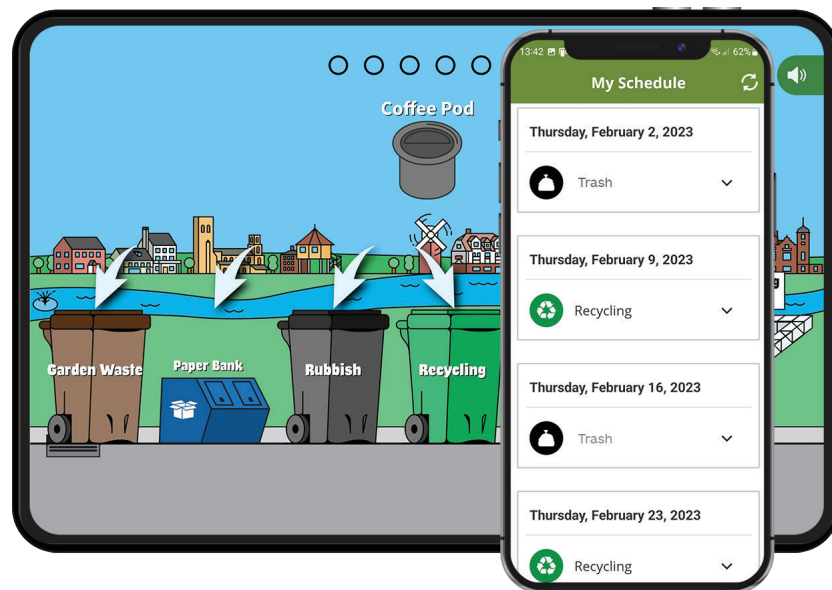 Coffee Pod
Garden Waste
Paper Bank
Rubbish
Recycling
13:42
62%
My Schedule
Thursday, February 2, 2023
Trash
Thursday, February 9, 2023
Recycling
Thursday, February 16, 2023
Trash
Thursday, February 23, 2023
Recycling